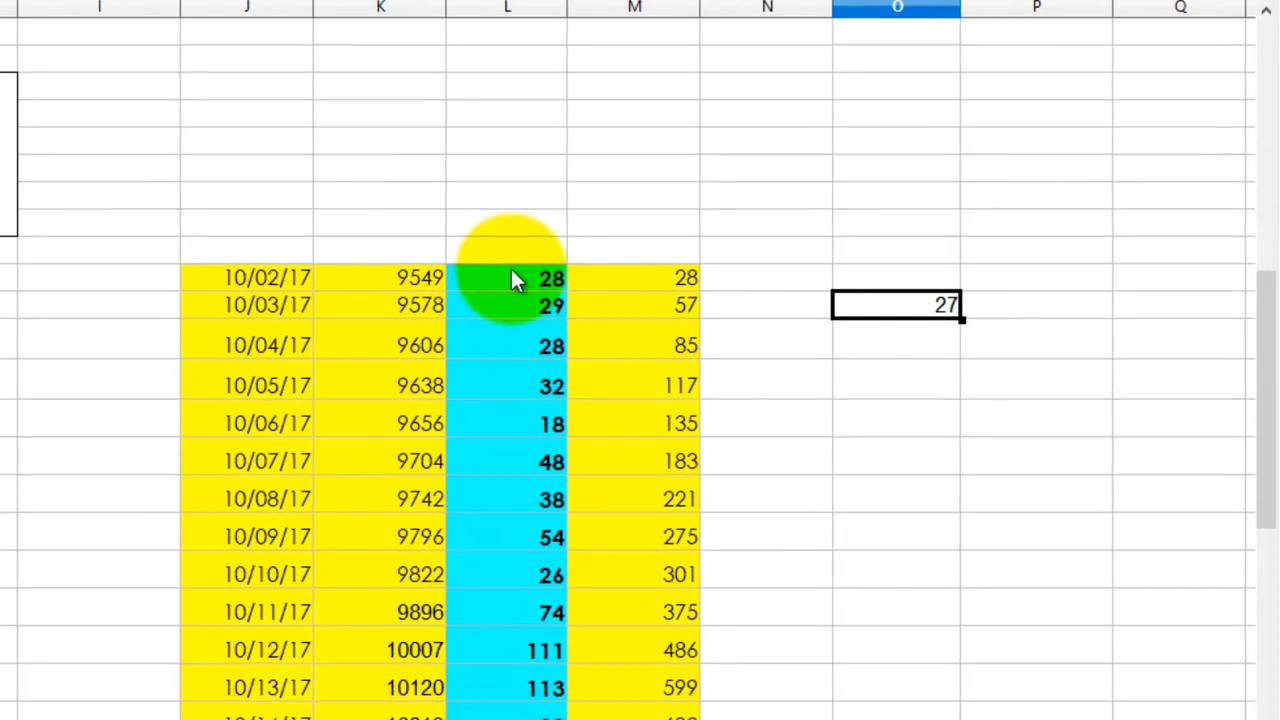 I J K L M N O P Q
10/02/17 9549 28 28
10/03/17 9578 29 57 27
10/04/17 9606 28 85
10/05/17 9638 32 117
10/06/17 9656 18 135
10/07/17 9704 48 183
10/08/17 9742 38 221
10/09/17 9796 54 275
10/10/17 9822 26 301
10/11/17 9896 74 375
10/12/17 10007 111 486
10/13/17 10120 113 599